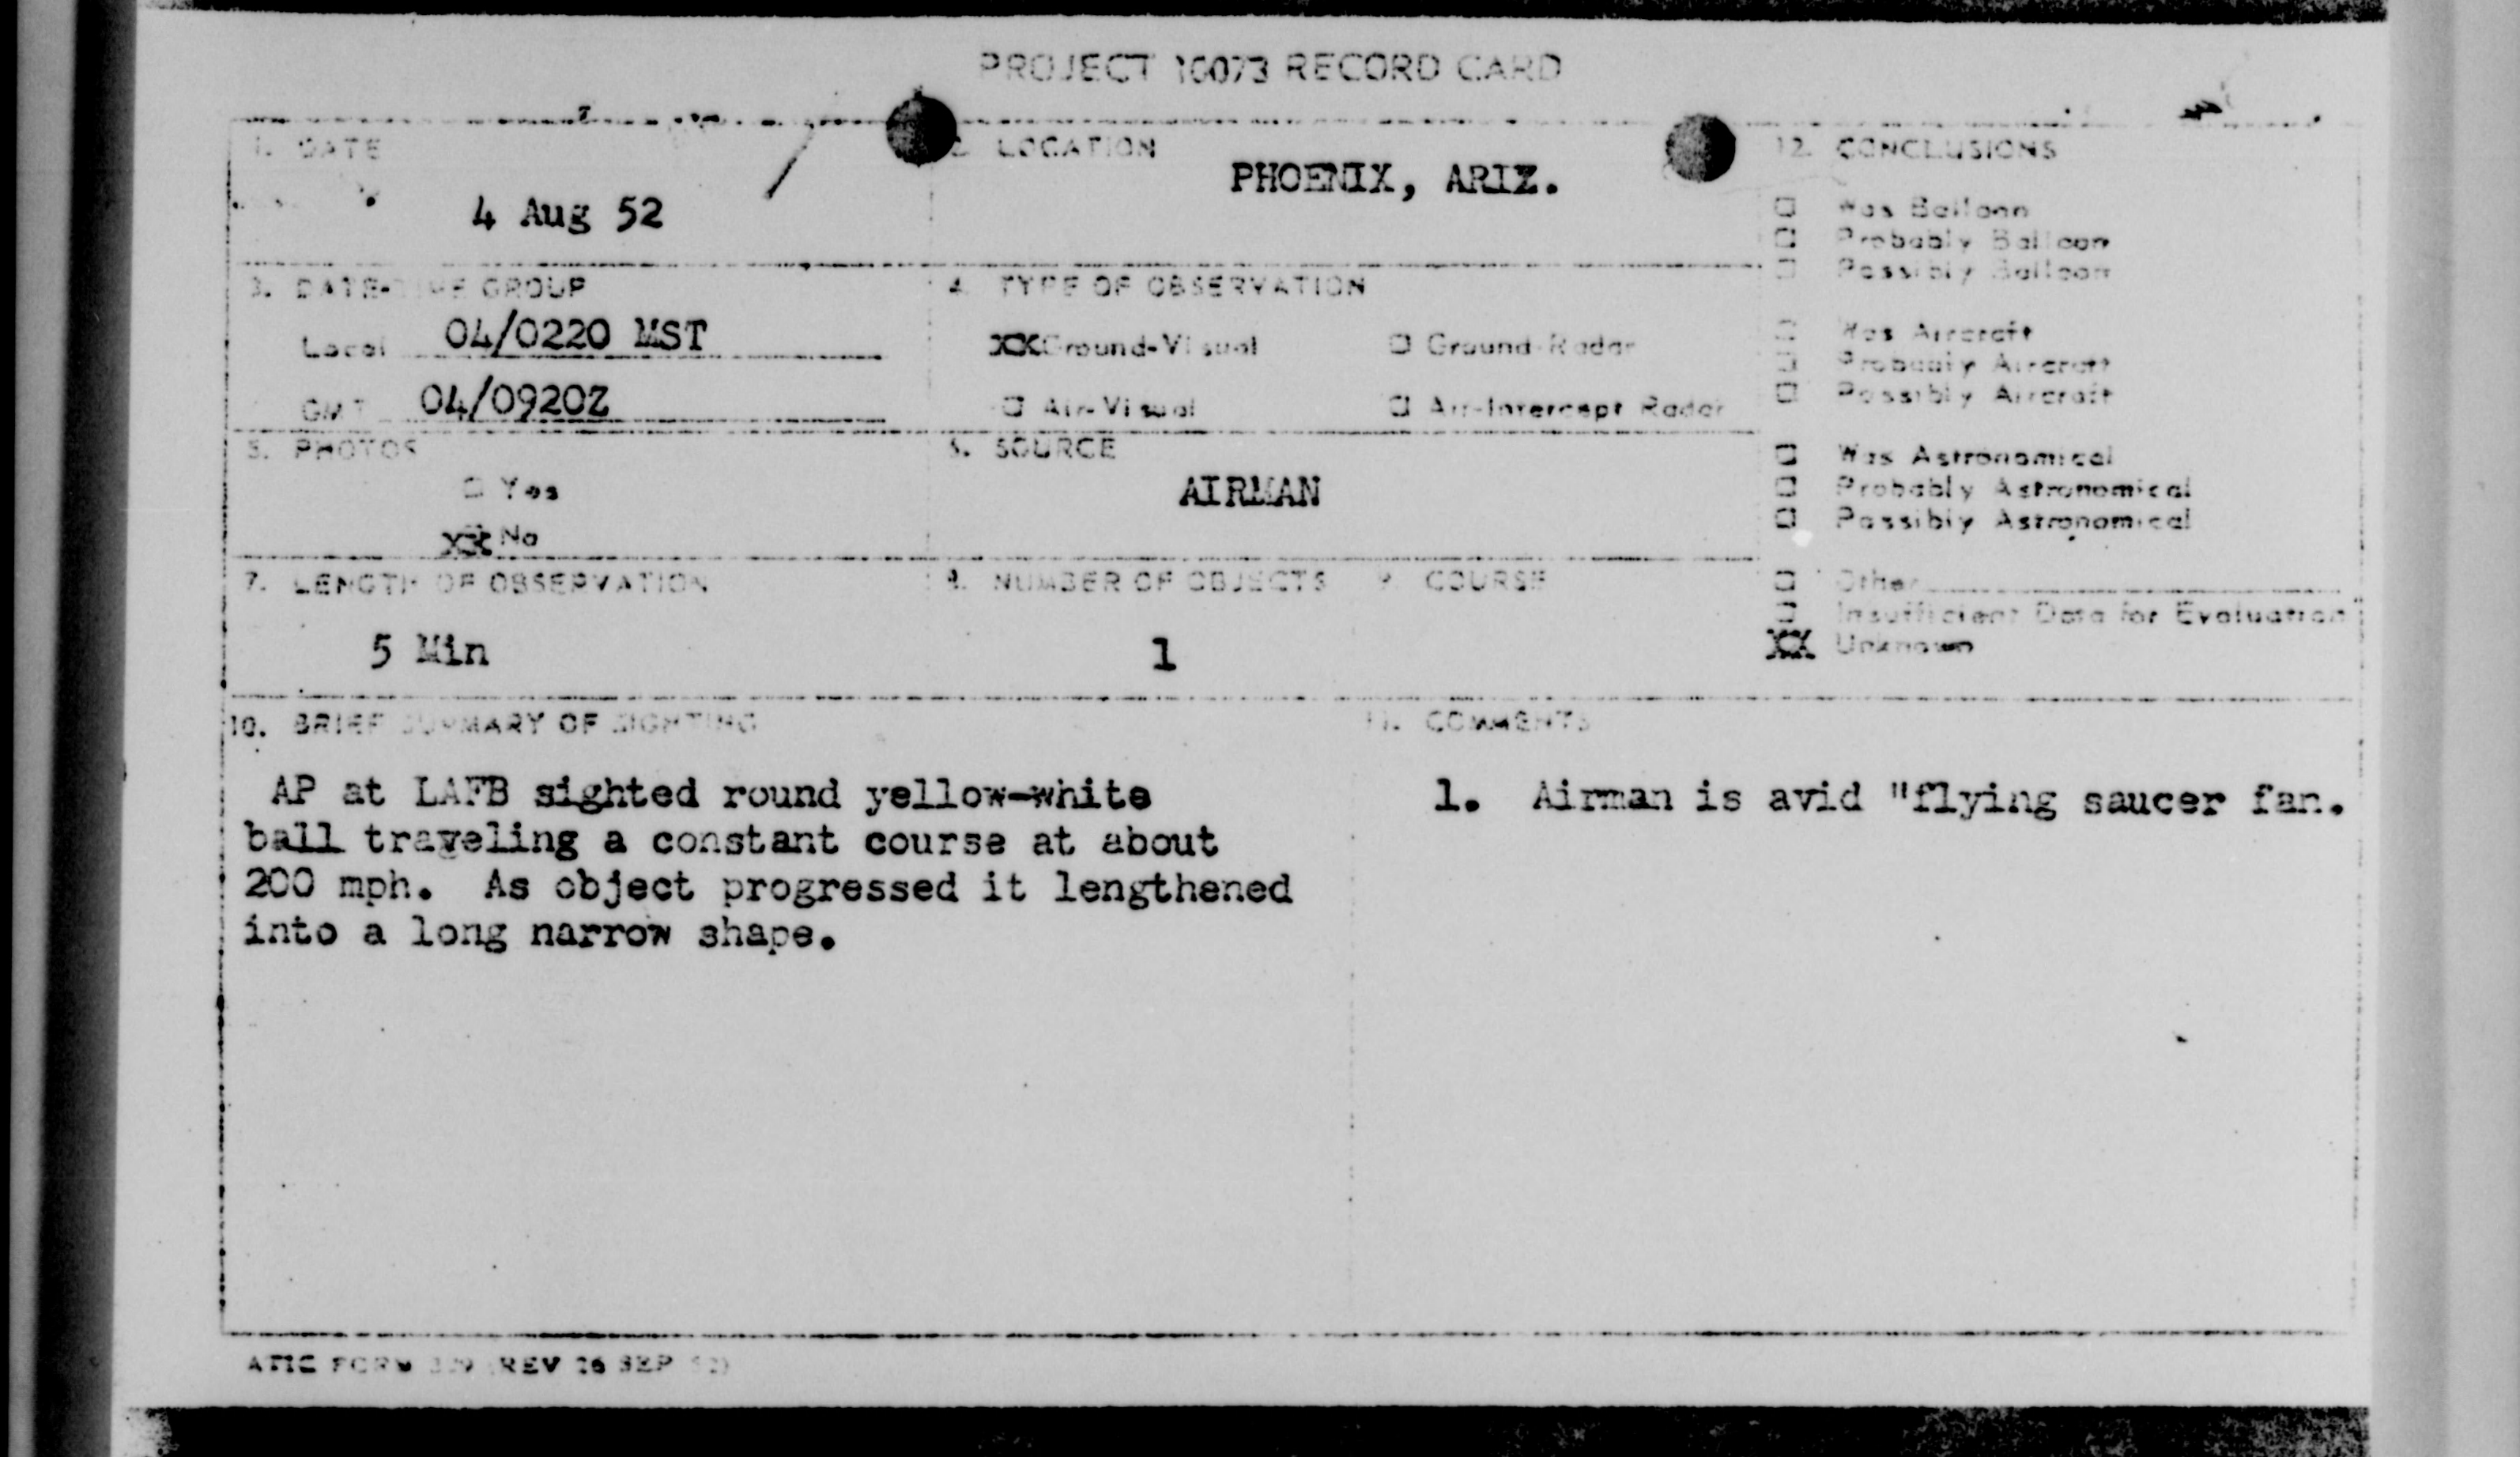 PROJECT 10073 RECORD CARD
1. DATE
4 Aug 52
2. LOCATION
PHOENIX, ARIZ.
12. CONCLUSIONS
Was Balloon
Probably Balloon
Possibly Balloon
Was Aircraft
Probably Aircraft
Possibly Aircraft
Was Astronomical
Probably Astronomical
Possibly Astronomical
Other
Insufficient Data for Evaluation
XX Unknown
3. DATE-TIME GROUP
Local 04/0220 MST
GMT 04/0920Z
4. TYPE OF OBSERVATION
XX Ground-Visual
Ground-Radar
Air-Visual
Air-Intercept Radar
5. PHOTOS
Yes
XX No
6. SOURCE
AIRMAN
7. LENGTH OF OBSERVATION
5 Min
8. NUMBER OF OBJECTS
1
9. COURSE
10. BRIEF SUMMARY OF SIGHTING
AP at LAFB sighted round yellow-white
ball traveling a constant course at about
200 mph. As object progressed it lengthened
into a long narrow shape.
11. COMMENTS
1. Airman is avid "flying saucer fan.
ATIC FORM 329 (REV 26 SEP 52)